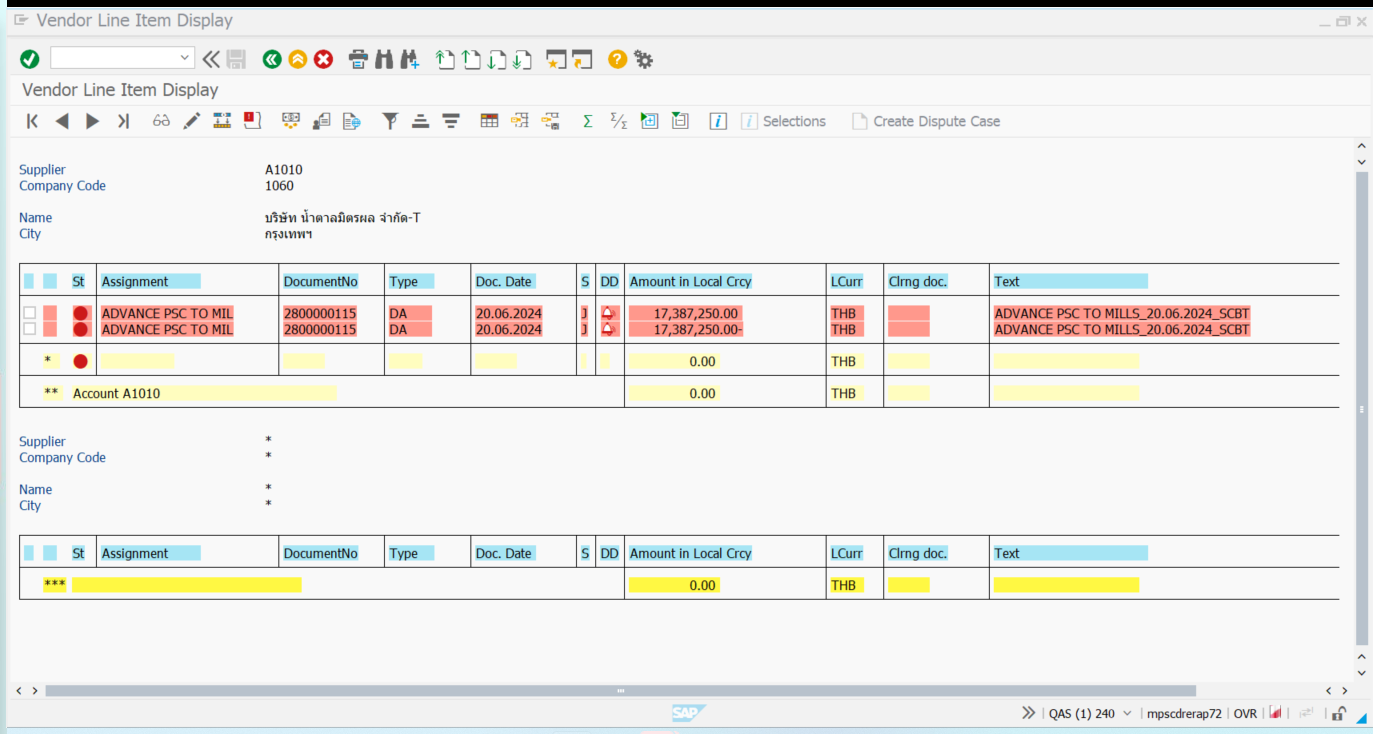 Vendor Line Item Display
Vendor Line Item Display
Selections Create Dispute Case
Supplier A1010
Company Code 1060
Name บริษัท น้ำตาลมิตรผล จำกัด-T
City กรุงเทพฯ
St Assignment DocumentNo Type Doc. Date S DD Amount in Local Crcy LCurr Clrng doc. Text
ADVANCE PSC TO MIL 2800000115 DA 20.06.2024 J 17,387,250.00 THB ADVANCE PSC TO MILLS_20.06.2024_SCBT
ADVANCE PSC TO MIL 2800000115 DA 20.06.2024 J 17,387,250.00- THB ADVANCE PSC TO MILLS_20.06.2024_SCBT
* 0.00 THB
** Account A1010 0.00 THB
Supplier *
Company Code *
Name *
City *
St Assignment DocumentNo Type Doc. Date S DD Amount in Local Crcy LCurr Clrng doc. Text
*** 0.00 THB
SAP QAS (1) 240 mpscdrerap72 OVR